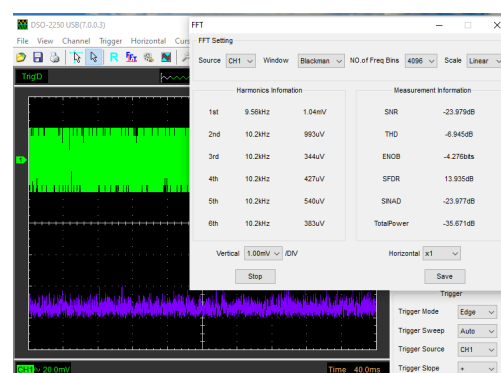 DSO-2250 USB(7.0.0.3)
File View Channel Trigger Horizontal Curs
R
Trig'D
1
CH1 20.0mV
Time 40.0ms
FFT
FFT Setting
Source CH1 Window Blackman NO.of Freq Bins 4096 Scale Linear
Harmonics Infomation
1st 9.56kHz 1.04mV
2nd 10.2kHz 993uV
3rd 10.2kHz 344uV
4th 10.2kHz 427uV
5th 10.2kHz 540uV
6th 10.2kHz 383uV
Measurement Information
SNR -23.979dB
THD -6.945dB
ENOB -4.276bits
SFDR 13.935dB
SINAD -23.977dB
TotalPower -35.671dB
Vertical 1.00mV /DIV
Horizontal x1
Stop
Save
Trigger
Trigger Mode Edge
Trigger Sweep Auto
Trigger Source CH1
Trigger Slope +